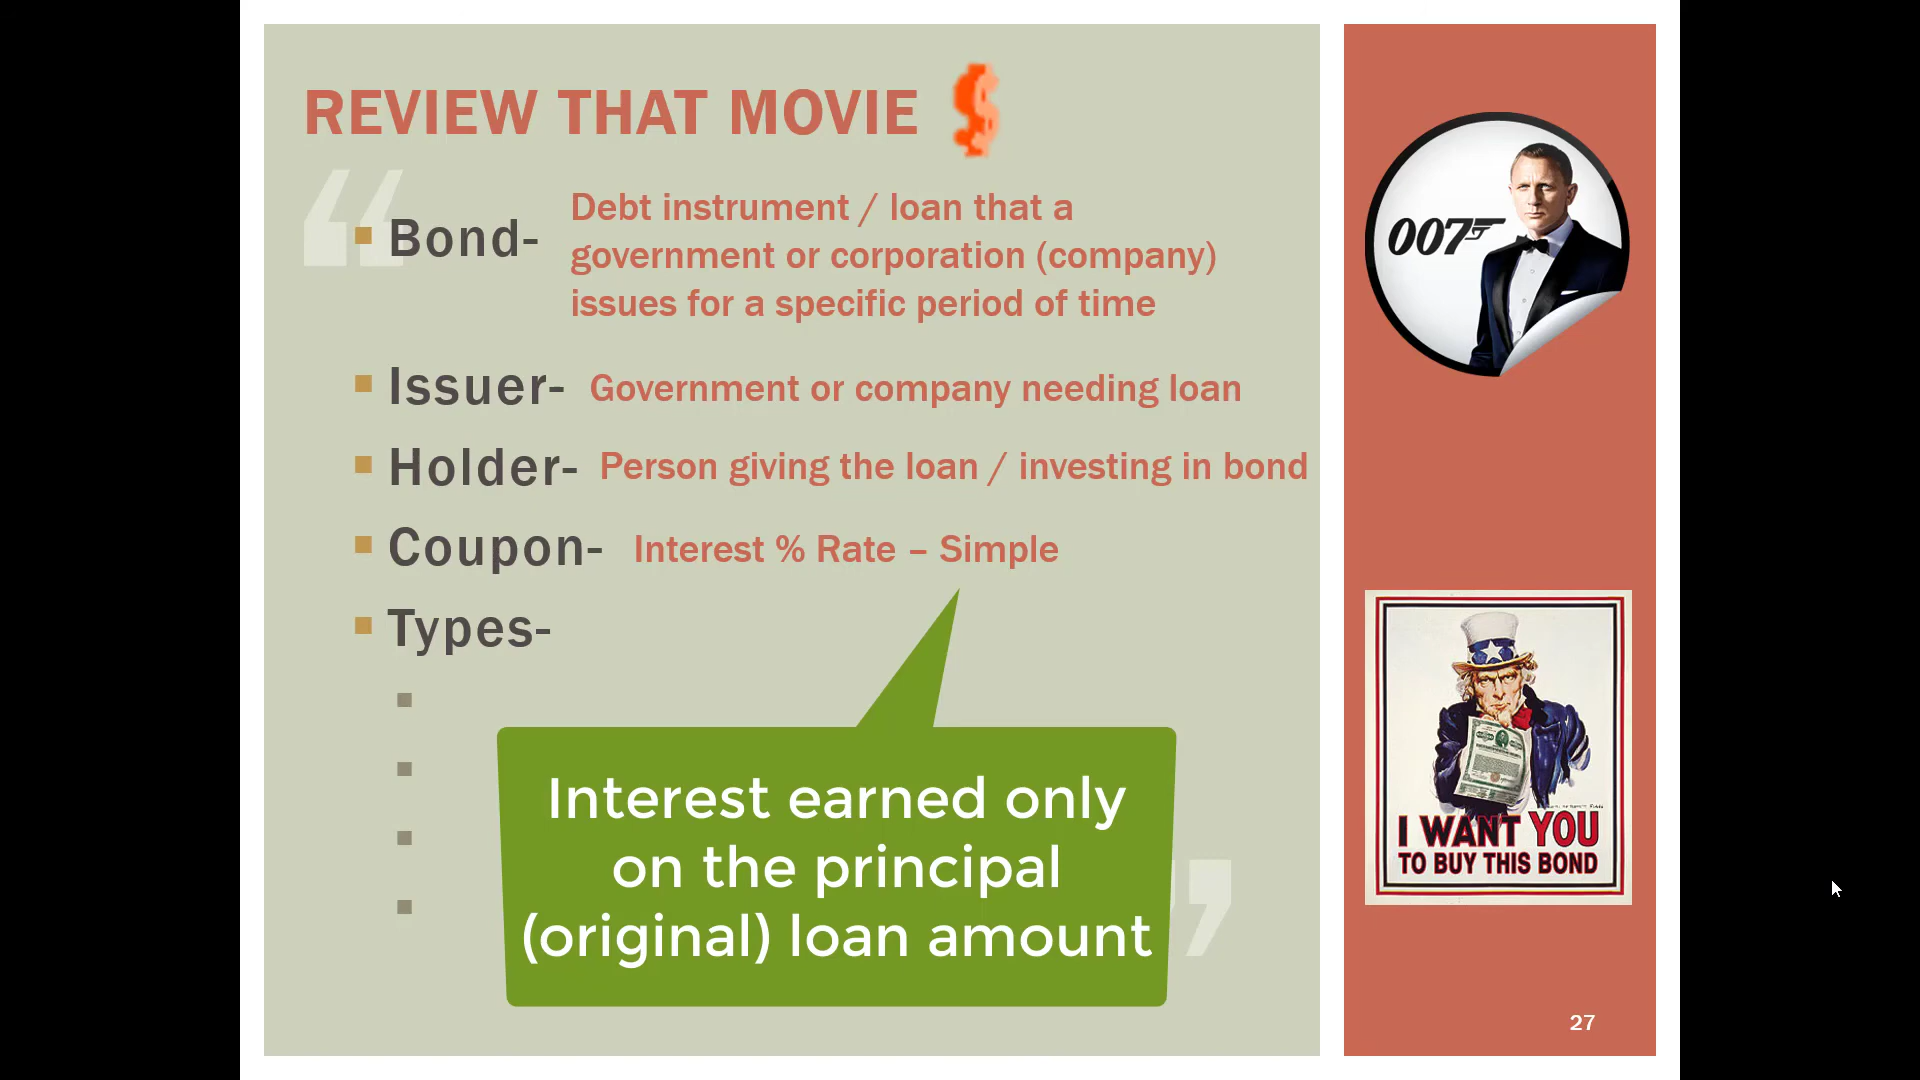 REVIEW THAT MOVIE $
Bond-
Debt instrument / loan that a
government or corporation (company)
issues for a specific period of time
Issuer- Government or company needing loan
Holder- Person giving the loan / investing in bond
Coupon- Interest % Rate – Simple
Types-
Interest earned only
on the principal
(original) loan amount
007
I WANT YOU
TO BUY THIS BOND
27